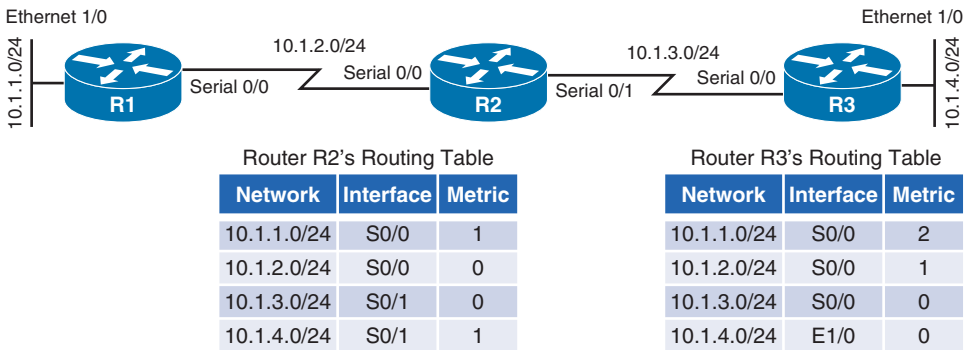 Ethernet 1/0
Ethernet 1/0
10.1.1.0/24
R1
Serial 0/0
10.1.2.0/24
Serial 0/0
R2
Serial 0/1
10.1.3.0/24
Serial 0/0
R3
10.1.4.0/24
Router R2's Routing Table
Network Interface Metric
10.1.1.0/24 S0/0 1
10.1.2.0/24 S0/0 0
10.1.3.0/24 S0/1 0
10.1.4.0/24 S0/1 1
Router R3's Routing Table
Network Interface Metric
10.1.1.0/24 S0/0 2
10.1.2.0/24 S0/0 1
10.1.3.0/24 S0/0 0
10.1.4.0/24 E1/0 0